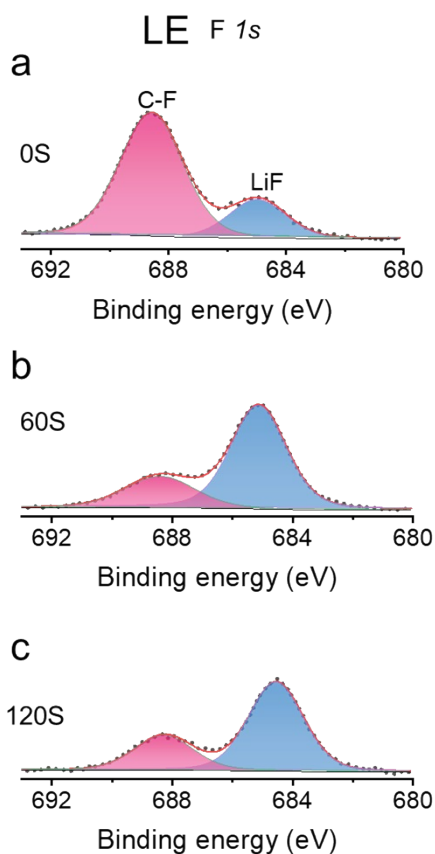 LE F 1s
a
C-F
0S
LiF
692 688 684 680
Binding energy (eV)
b
60S
692 688 684 680
Binding energy (eV)
c
120S
692 688 684 680
Binding energy (eV)